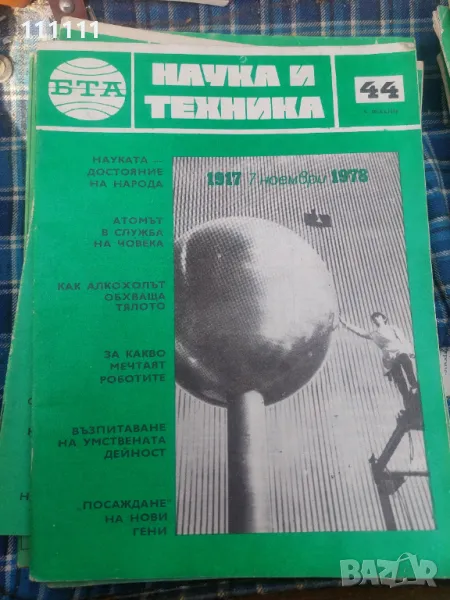 111111
БТА
НАУКА И
ТЕХНИКА
44
1917 7 ноември 1978
НАУКАТА —
ДОСТОЯНИЕ
НА НАРОДА
АТОМЪТ
В СЛУЖБА
НА ЧОВЕКА
КАК АЛКОХОЛЪТ
ОБХВАЩА
ТЯЛОТО
ЗА КАКВО
МЕЧТАЯТ
РОБОТИТЕ
ВЪЗПИТАВАНЕ
НА УМСТВЕНАТА
ДЕЙНОСТ
„ПОСАЖДАНЕ"
НА НОВИ
ГЕНИ
BAZAR